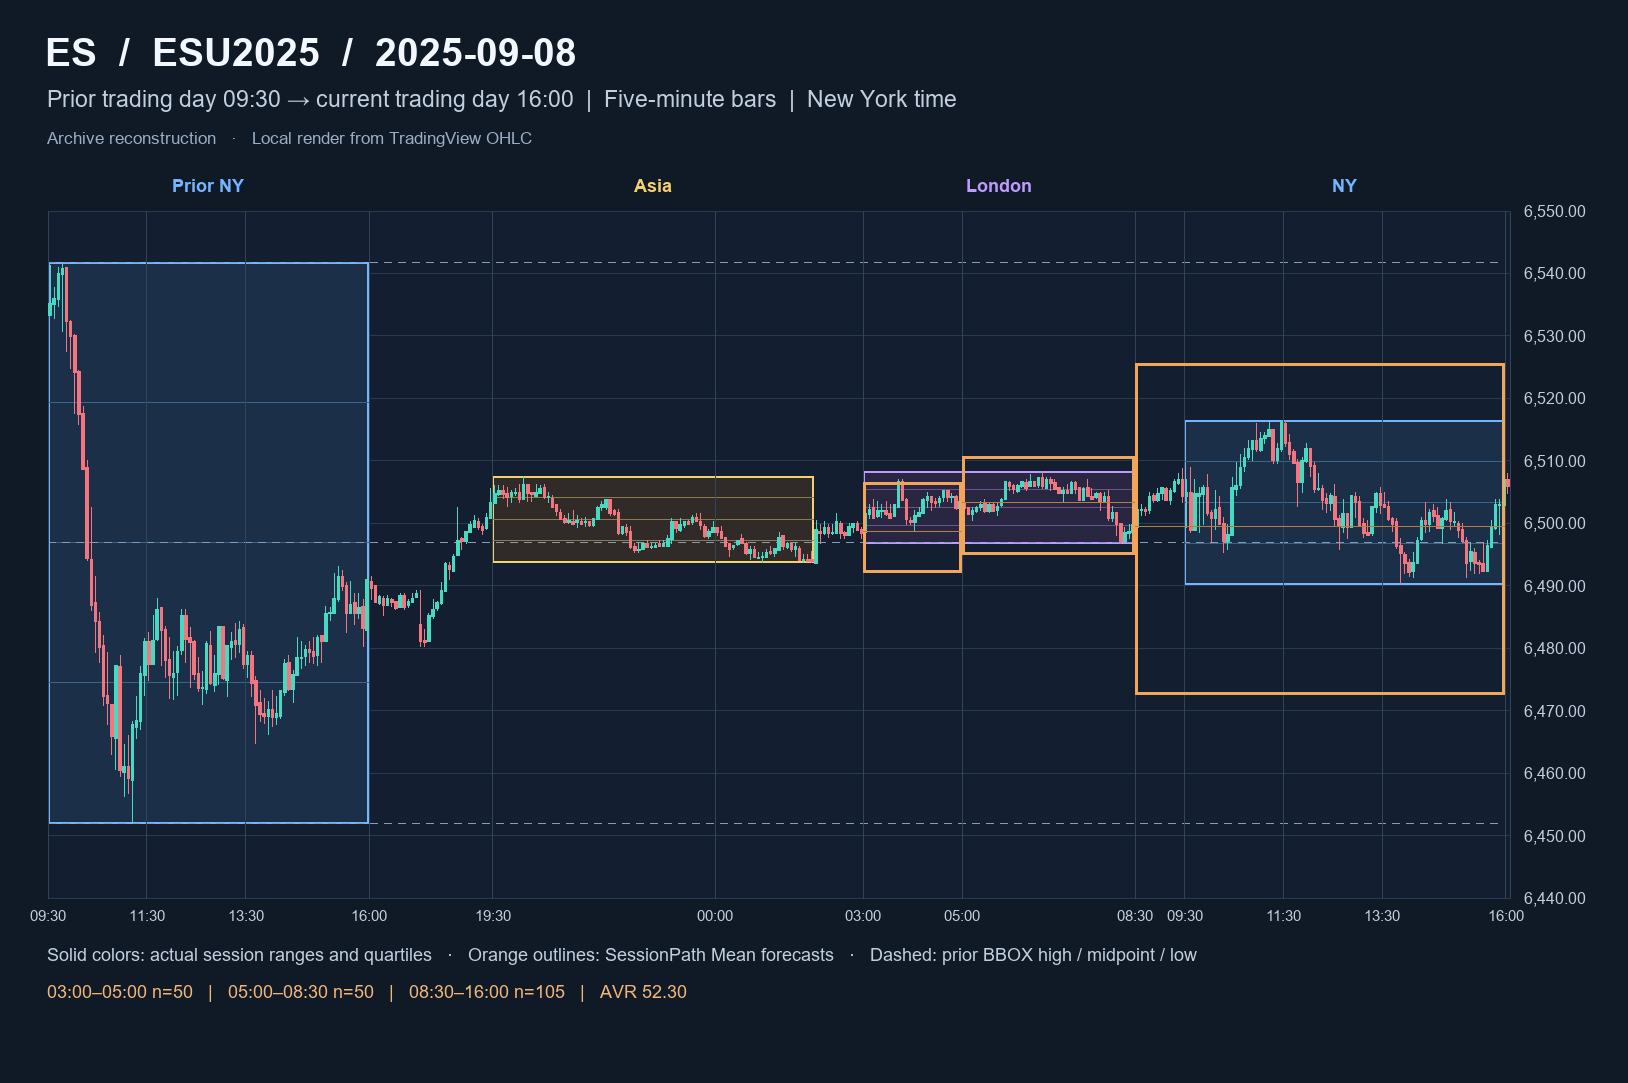 ES / ESU2025 / 2025-09-08
Prior trading day 09:30 → current trading day 16:00 | Five-minute bars | New York time
Archive reconstruction · Local render from TradingView OHLC
Prior NY Asia London NY
6,550.00
6,540.00
6,530.00
6,520.00
6,510.00
6,500.00
6,490.00
6,480.00
6,470.00
6,460.00
6,450.00
6,440.00
09:30 11:30 13:30 16:00 19:30 00:00 03:00 05:00 08:30 09:30 11:30 13:30 16:00
Solid colors: actual session ranges and quartiles · Orange outlines: SessionPath Mean forecasts · Dashed: prior BBOX high / midpoint / low
03:00–05:00 n=50 | 05:00–08:30 n=50 | 08:30–16:00 n=105 | AVR 52.30